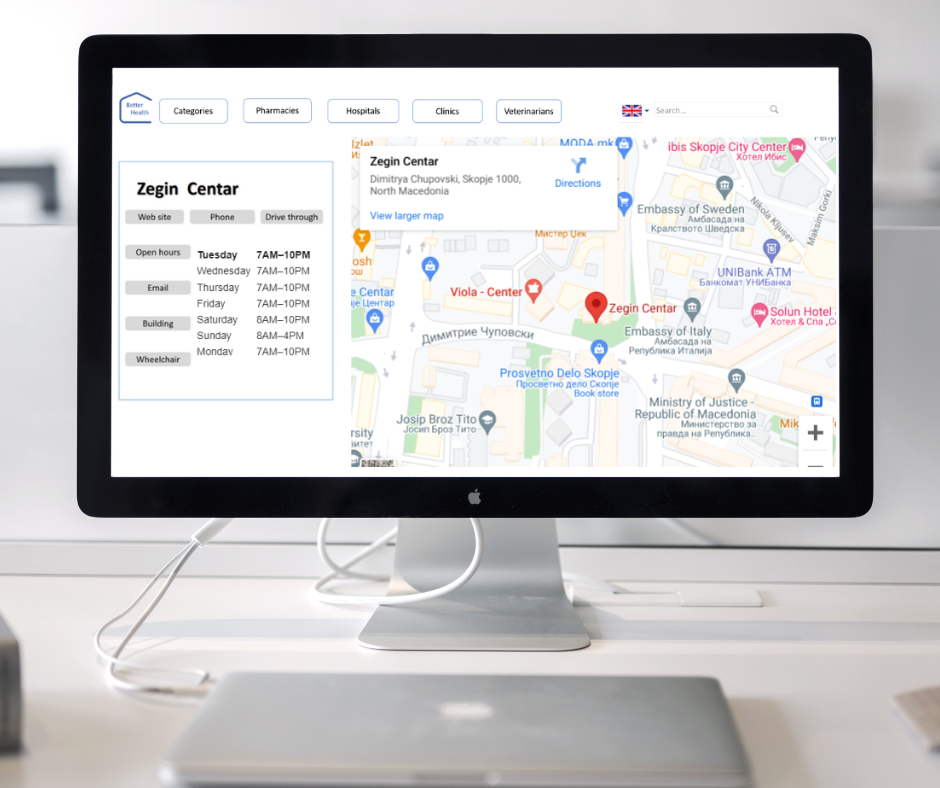 Better
Health
Categories
Pharmacies
Hospitals
Clinics
Veterinarians
Search...
Zegin Centar
Web site
Phone
Drive through
Open hours
Email
Building
Wheelchair
Tuesday 7AM–10PM
Wednesday 7AM–10PM
Thursday 7AM–10PM
Friday 7AM–10PM
Saturday 8AM–10PM
Sunday 8AM–4PM
Monday 7AM–10PM
Zegin Centar
Dimitrya Chupovski, Skopje 1000,
North Macedonia
Directions
View larger map
MODA.mk
ibis Skopje City Center
Хотел Ибис
Embassy of Sweden
Амбасада на
Кралството Шведска
Nikola Kljusev
Maksim Gorki
Мистер Џек
UNIBank ATM
Банкомат УНИБанка
e Centar
е Центар
Viola - Center
Zegin Centar
Solun Hotel
Embassy of Italy
Амбасада на
Република Италија
Димитрие Чуповски
Prosvetno Delo Skopje
Просветно дело Скопје
Book store
Ministry of Justice -
Republic of Macedonia
Министерство за
правда на Република...
Josip Broz Tito
Јосип Броз Тито
+